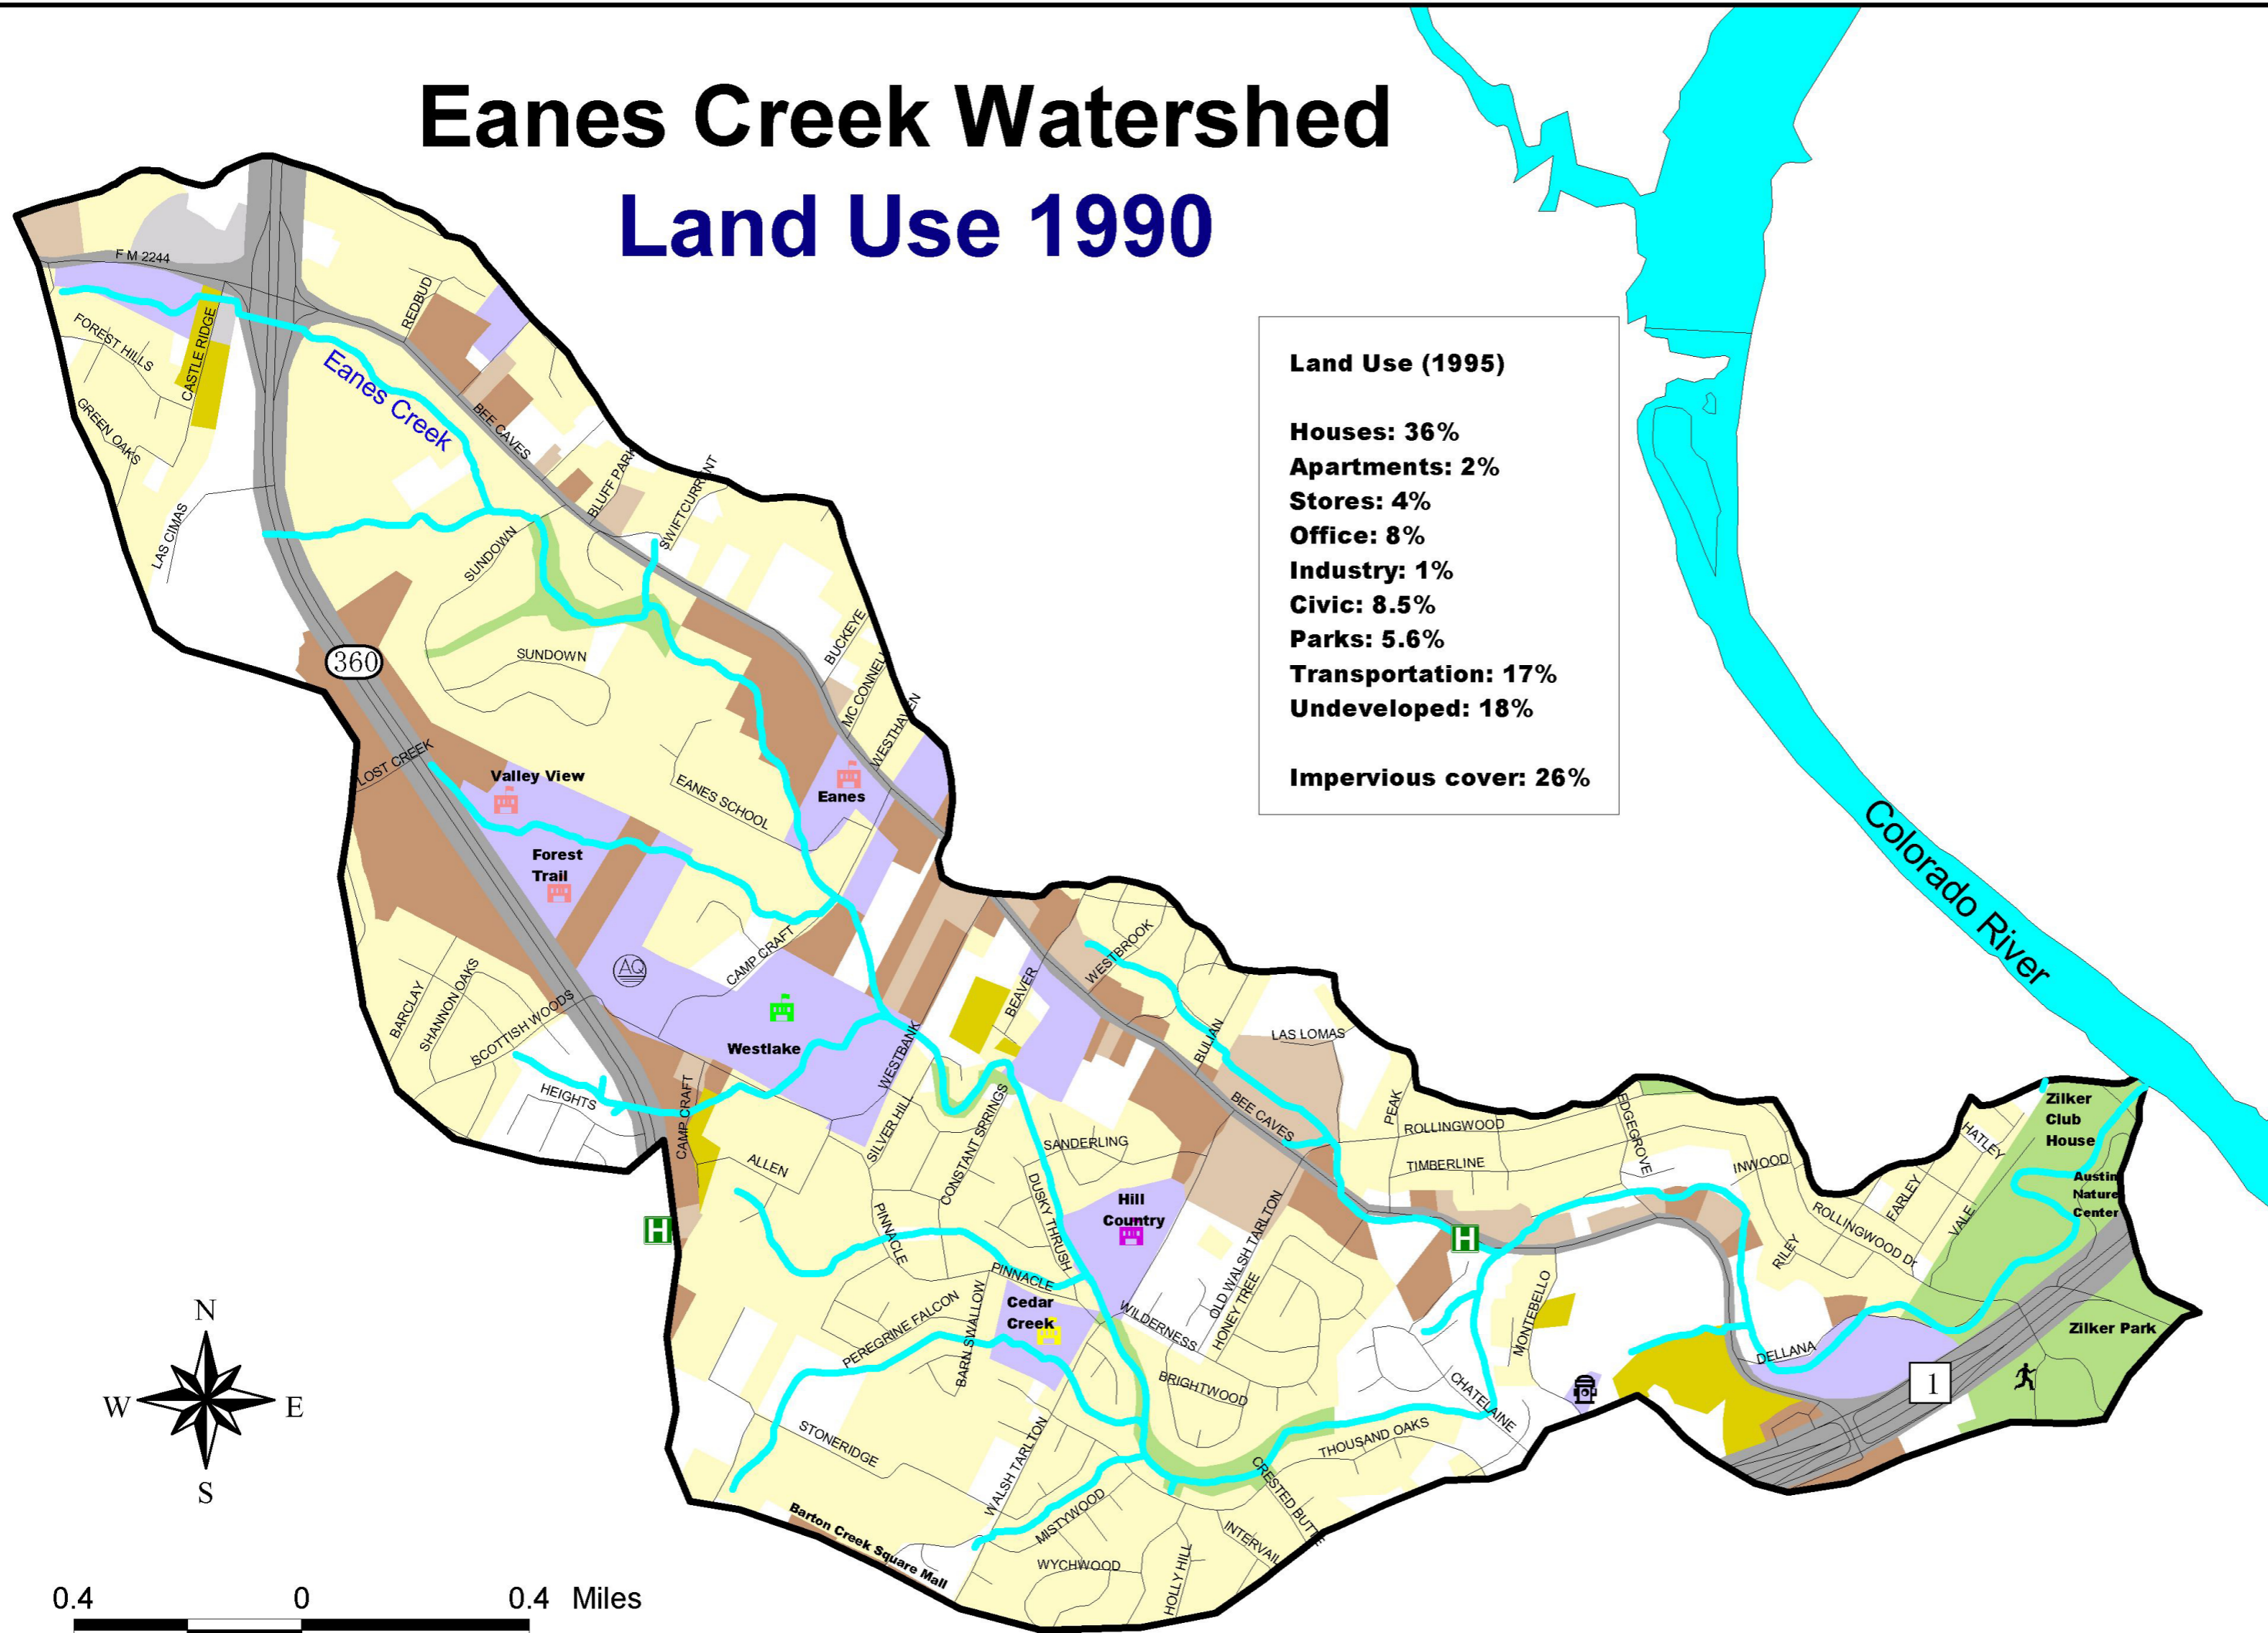 Eanes Creek Watershed
Land Use 1990
Land Use (1995)
Houses: 36%
Apartments: 2%
Stores: 4%
Office: 8%
Industry: 1%
Civic: 8.5%
Parks: 5.6%
Transportation: 17%
Undeveloped: 18%
Impervious cover: 26%
F M 2244
REDBUD
FOREST HILLS
CASTLE RIDGE
Eanes Creek
GREEN OAKS
BEE CAVES
BLUFF PARK
SWIFTCURRENT
LAS CIMAS
SUNDOWN
SUNDOWN
360
BUCKEYE
MC CONNELL
WESTHAVEN
LOST CREEK
Valley View
EANES SCHOOL
Eanes
Forest
Trail
Colorado River
CAMP CRAFT
AQ
BARCLAY
SHANNON OAKS
SCOTTISH WOODS
Westlake
WESTBANK
BEAVER
WESTBROOK
BULIAN
LAS LOMAS
HEIGHTS
CAMP CRAFT
ALLEN
SILVER HILL
CONSTANT SPRINGS
SANDERLING
BEE CAVES
PEAK
ROLLINGWOOD
TIMBERLINE
EDGEGROVE
INWOOD
HATLEY
Zilker
Club
House
Austin
Nature
Center
FARLEY
VALE
ROLLINGWOOD Dr
RILEY
H
PINNACLE
DUSKY THRUSH
Hill
Country
OLD WALSH TARLTON
H
PINNACLE
Cedar
Creek
WILDERNESS
HONEY TREE
MONTEBELLO
PEREGRINE FALCON
BARN SWALLOW
BRIGHTWOOD
CHATELAINE
DELLANA
1
Zilker Park
STONERIDGE
WALSH TARLTON
THOUSAND OAKS
CRESTED BUTTE
MISTYWOOD
INTERVAIL
Barton Creek Square Mall
WYCHWOOD
HOLLY HILL
N
W E
S
0.4 0 0.4 Miles